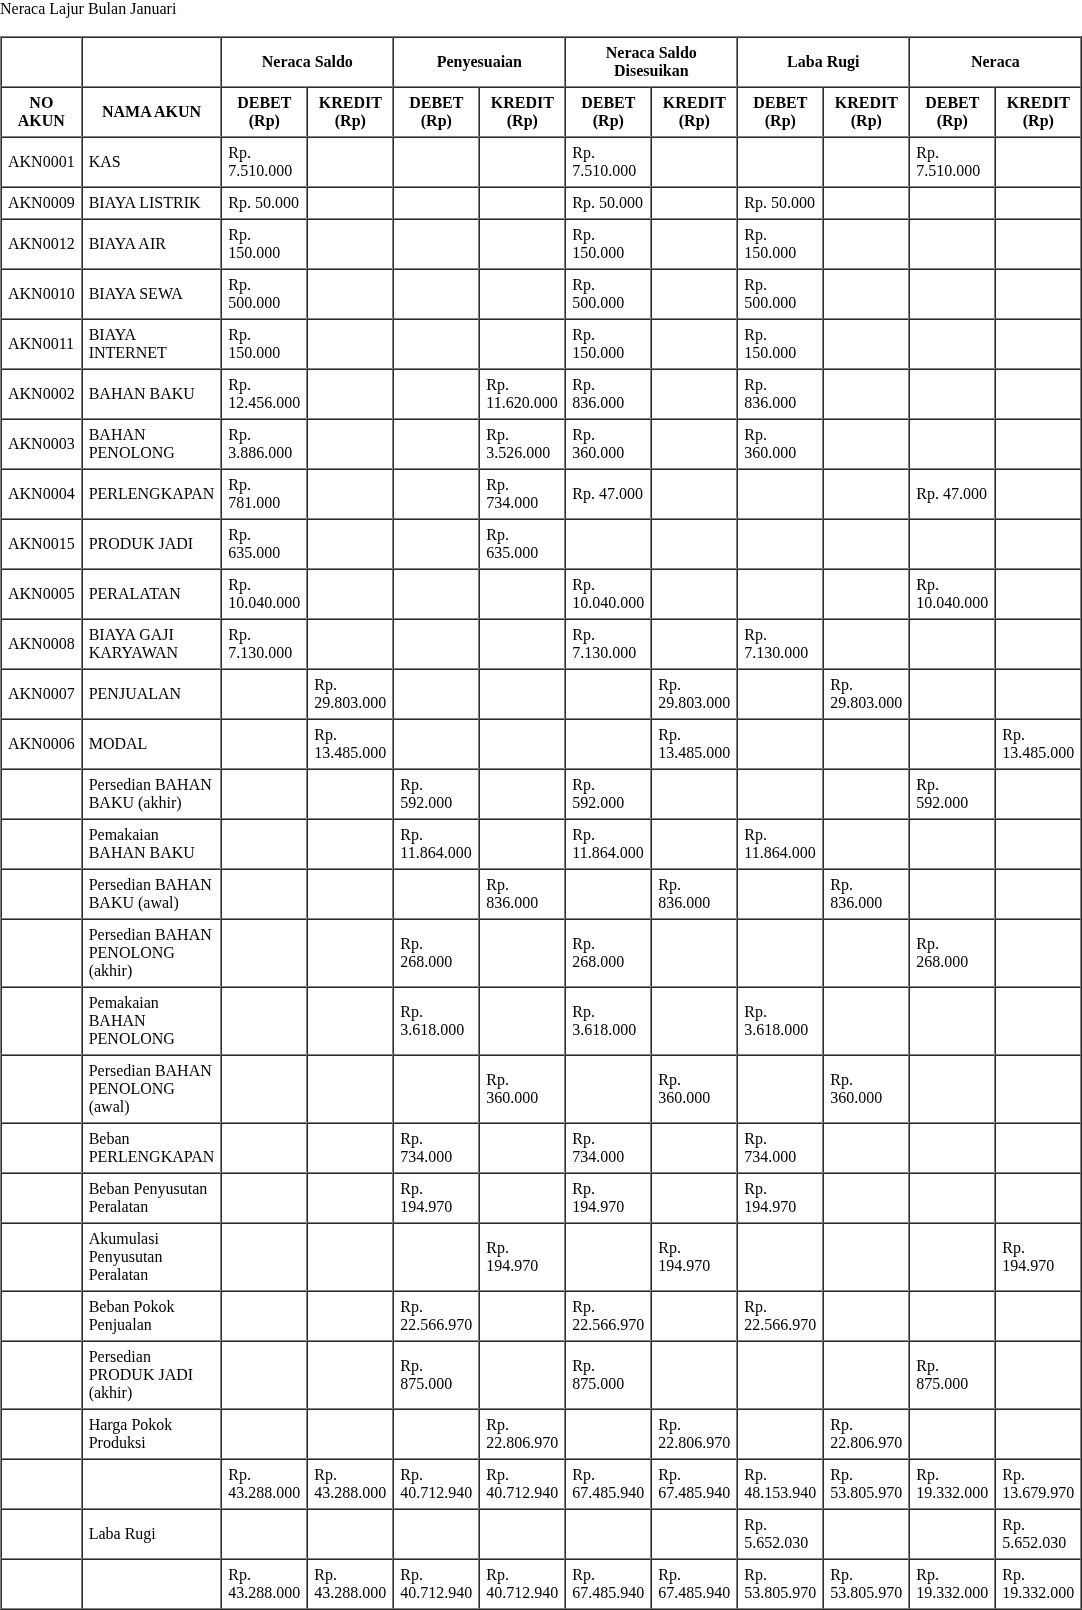 Neraca Lajur Bulan Januari
Neraca Saldo Penyesuaian Neraca Saldo Disesuikan Laba Rugi Neraca
NO AKUN NAMA AKUN DEBET (Rp) KREDIT (Rp) DEBET (Rp) KREDIT (Rp) DEBET (Rp) KREDIT (Rp) DEBET (Rp) KREDIT (Rp) DEBET (Rp) KREDIT (Rp)
AKN0001 KAS Rp. 7.510.000 Rp. 7.510.000 Rp. 7.510.000
AKN0009 BIAYA LISTRIK Rp. 50.000 Rp. 50.000 Rp. 50.000
AKN0012 BIAYA AIR Rp. 150.000 Rp. 150.000 Rp. 150.000
AKN0010 BIAYA SEWA Rp. 500.000 Rp. 500.000 Rp. 500.000
AKN0011 BIAYA INTERNET Rp. 150.000 Rp. 150.000 Rp. 150.000
AKN0002 BAHAN BAKU Rp. 12.456.000 Rp. 11.620.000 Rp. 836.000 Rp. 836.000
AKN0003 BAHAN PENOLONG Rp. 3.886.000 Rp. 3.526.000 Rp. 360.000 Rp. 360.000
AKN0004 PERLENGKAPAN Rp. 781.000 Rp. 734.000 Rp. 47.000 Rp. 47.000
AKN0015 PRODUK JADI Rp. 635.000 Rp. 635.000
AKN0005 PERALATAN Rp. 10.040.000 Rp. 10.040.000 Rp. 10.040.000
AKN0008 BIAYA GAJI KARYAWAN Rp. 7.130.000 Rp. 7.130.000 Rp. 7.130.000
AKN0007 PENJUALAN Rp. 29.803.000 Rp. 29.803.000 Rp. 29.803.000
AKN0006 MODAL Rp. 13.485.000 Rp. 13.485.000 Rp. 13.485.000
Persedian BAHAN BAKU (akhir) Rp. 592.000 Rp. 592.000 Rp. 592.000
Pemakaian BAHAN BAKU Rp. 11.864.000 Rp. 11.864.000 Rp. 11.864.000
Persedian BAHAN BAKU (awal) Rp. 836.000 Rp. 836.000 Rp. 836.000
Persedian BAHAN PENOLONG (akhir) Rp. 268.000 Rp. 268.000 Rp. 268.000
Pemakaian BAHAN PENOLONG Rp. 3.618.000 Rp. 3.618.000 Rp. 3.618.000
Persedian BAHAN PENOLONG (awal) Rp. 360.000 Rp. 360.000 Rp. 360.000
Beban PERLENGKAPAN Rp. 734.000 Rp. 734.000 Rp. 734.000
Beban Penyusutan Peralatan Rp. 194.970 Rp. 194.970 Rp. 194.970
Akumulasi Penyusutan Peralatan Rp. 194.970 Rp. 194.970 Rp. 194.970
Beban Pokok Penjualan Rp. 22.566.970 Rp. 22.566.970 Rp. 22.566.970
Persedian PRODUK JADI (akhir) Rp. 875.000 Rp. 875.000 Rp. 875.000
Harga Pokok Produksi Rp. 22.806.970 Rp. 22.806.970 Rp. 22.806.970
Rp. 43.288.000 Rp. 43.288.000 Rp. 40.712.940 Rp. 40.712.940 Rp. 67.485.940 Rp. 67.485.940 Rp. 48.153.940 Rp. 53.805.970 Rp. 19.332.000 Rp. 13.679.970
Laba Rugi Rp. 5.652.030 Rp. 5.652.030
Rp. 43.288.000 Rp. 43.288.000 Rp. 40.712.940 Rp. 40.712.940 Rp. 67.485.940 Rp. 67.485.940 Rp. 53.805.970 Rp. 53.805.970 Rp. 19.332.000 Rp. 19.332.000